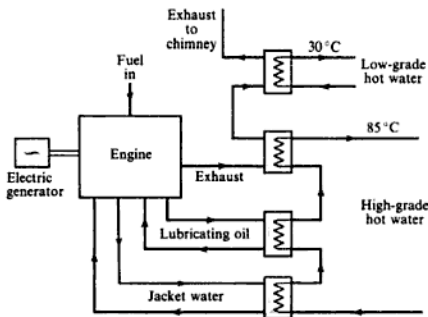 Exhaust
to
chimney
30 °C
Low-grade
hot water
Fuel
in
85 °C
Engine
Exhaust
Electric
generator
Lubricating oil
High-grade
hot water
Jacket water